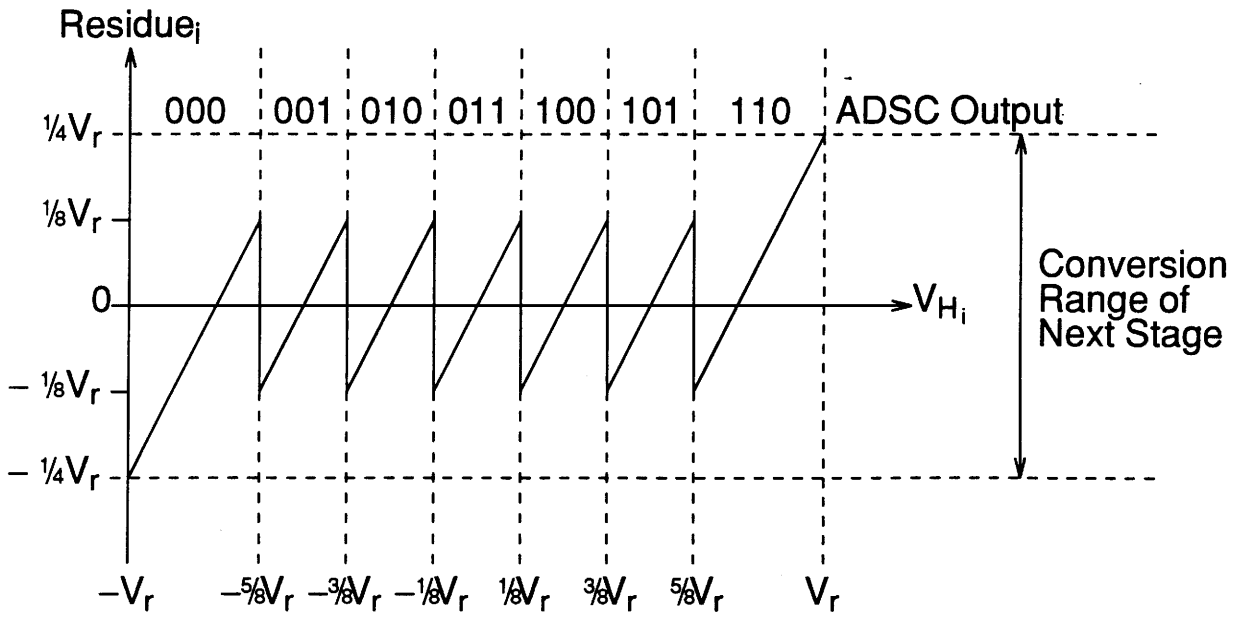 Residueᵢ
000 001 010 011 100 101 110 ADSC Output
¼Vᵣ
⅛Vᵣ
0
V_Hᵢ
Conversion
Range of
Next Stage
– ⅛Vᵣ
– ¼Vᵣ
–Vᵣ –⅝Vᵣ –⅜Vᵣ –⅛Vᵣ ⅛Vᵣ ⅜Vᵣ ⅝Vᵣ Vᵣ